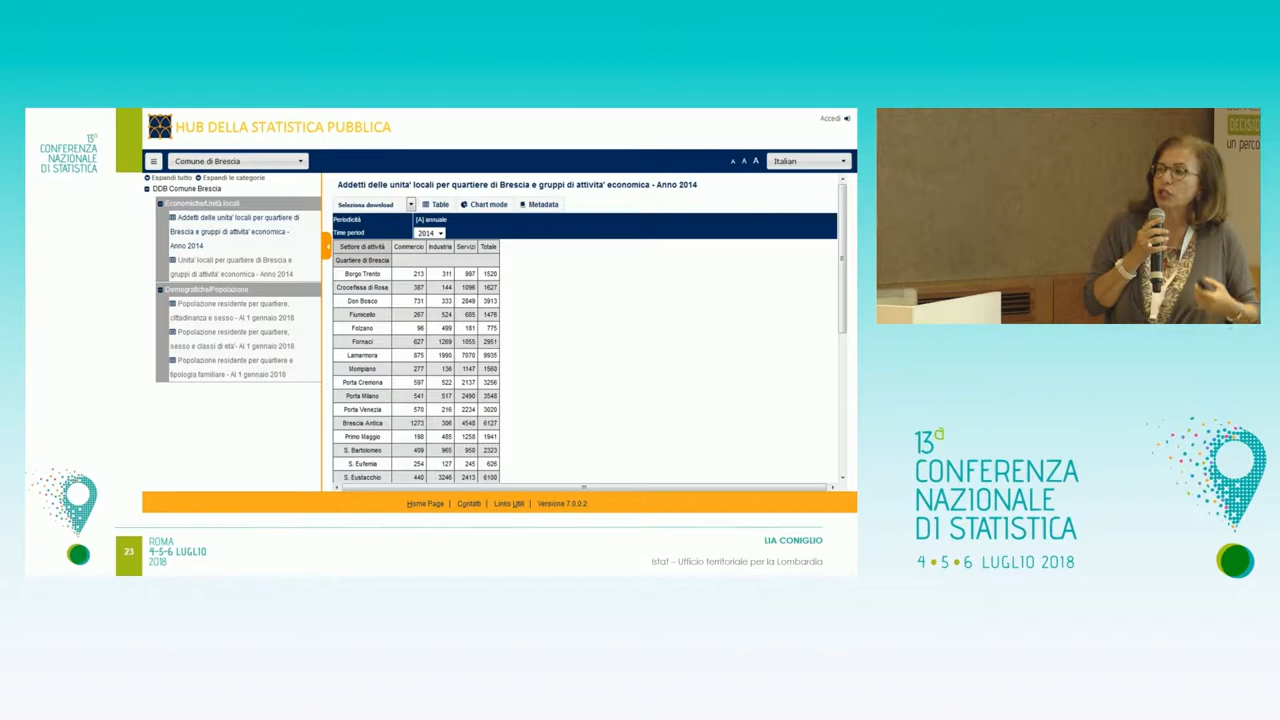 13ª
CONFERENZA
NAZIONALE
DI STATISTICA
HUB DELLA STATISTICA PUBBLICA
Accedi
Comune di Brescia
A A A
Italian
Espandi tutto Espandi le categorie
DDB Comune Brescia
Economiche/Unità locali
Addetti delle unita' locali per quartiere di
Brescia e gruppi di attivita' economica -
Anno 2014
Unita' locali per quartiere di Brescia e
gruppi di attivita' economica - Anno 2014
Demografiche/Popolazione
Popolazione residente per quartiere,
cittadinanza e sesso - Al 1 gennaio 2018
Popolazione residente per quartiere,
sesso e classi di eta'- Al 1 gennaio 2018
Popolazione residente per quartiere e
tipologia familiare - Al 1 gennaio 2018
Addetti delle unita' locali per quartiere di Brescia e gruppi di attivita' economica - Anno 2014
Seleziona download Table Chart mode Metadata
Periodicità [A] annuale
Time period 2014
Settore di attività Commercio Industria Servizi Totale
Quartiere di Brescia
Borgo Trento 213 311 997 1520
Crocefissa di Rosa 387 144 1096 1627
Don Bosco 731 333 2849 3913
Fiumicello 267 524 685 1476
Folzano 96 499 181 775
Fornaci 627 1269 1055 2951
Lamarmora 875 1990 7070 9935
Mompiano 277 136 1147 1560
Porta Cremona 597 522 2137 3256
Porta Milano 541 517 2490 3548
Porta Venezia 570 216 2234 3020
Brescia Antica 1273 306 4548 6127
Primo Maggio 198 485 1258 1941
S. Bartolomeo 409 965 950 2323
S. Eufemia 254 127 245 626
S. Eustacchio 440 3246 2413 6100
Home Page | Contatti | Links Utili | Versione 7.0.0.2
23
ROMA
4-5-6 LUGLIO
2018
LIA CONIGLIO
Istat – Ufficio territoriale per la Lombardia
DECISIO
un perco
13ª
CONFERENZA
NAZIONALE
DI STATISTICA
4 • 5 • 6 LUGLIO 2018